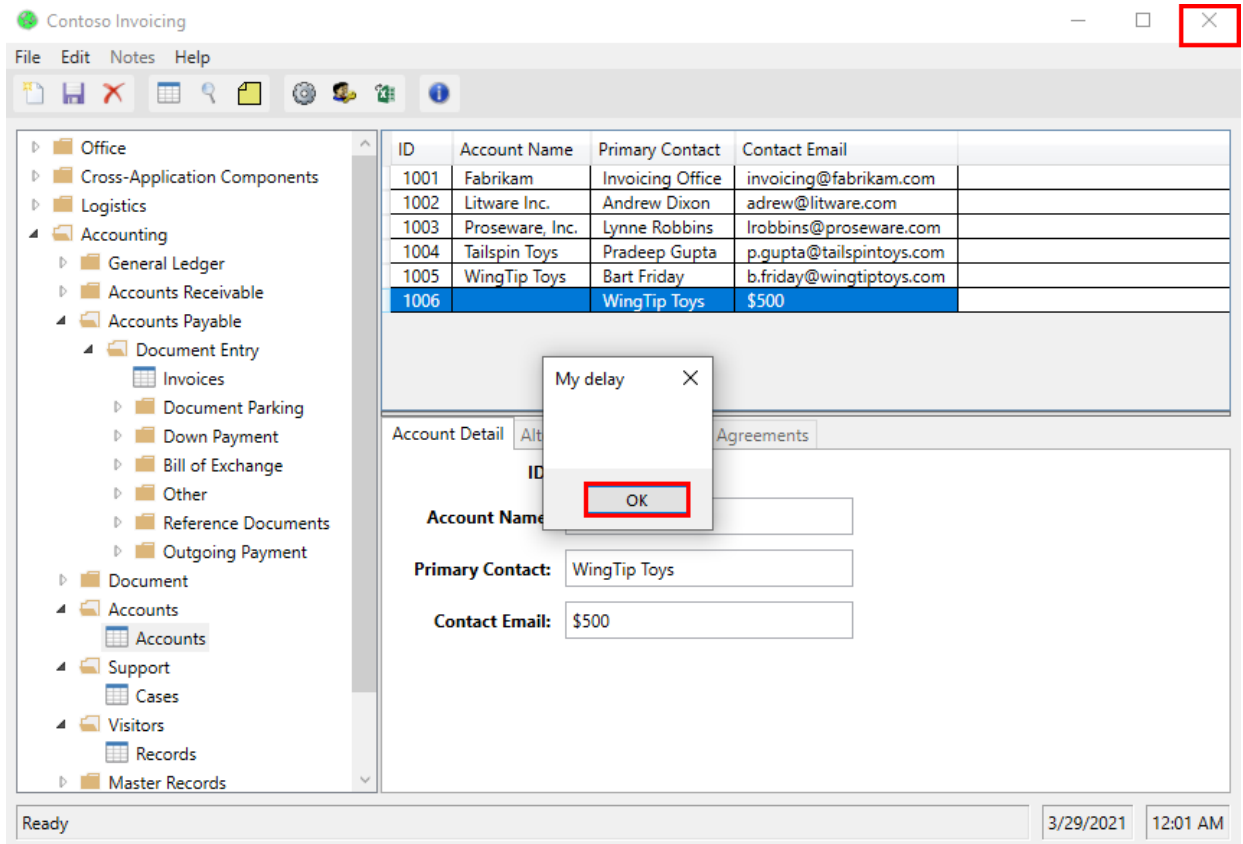 Contoso Invoicing
File Edit Notes Help
Office
Cross-Application Components
Logistics
Accounting
General Ledger
Accounts Receivable
Accounts Payable
Document Entry
Invoices
Document Parking
Down Payment
Bill of Exchange
Other
Reference Documents
Outgoing Payment
Document
Accounts
Accounts
Support
Cases
Visitors
Records
Master Records
ID Account Name Primary Contact Contact Email
1001 Fabrikam Invoicing Office invoicing@fabrikam.com
1002 Litware Inc. Andrew Dixon adrew@litware.com
1003 Proseware, Inc. Lynne Robbins lrobbins@proseware.com
1004 Tailspin Toys Pradeep Gupta p.gupta@tailspintoys.com
1005 WingTip Toys Bart Friday b.friday@wingtiptoys.com
1006 WingTip Toys $500
My delay
OK
Account Detail Alt Agreements
ID
Account Name
Primary Contact: WingTip Toys
Contact Email: $500
Ready 3/29/2021 12:01 AM